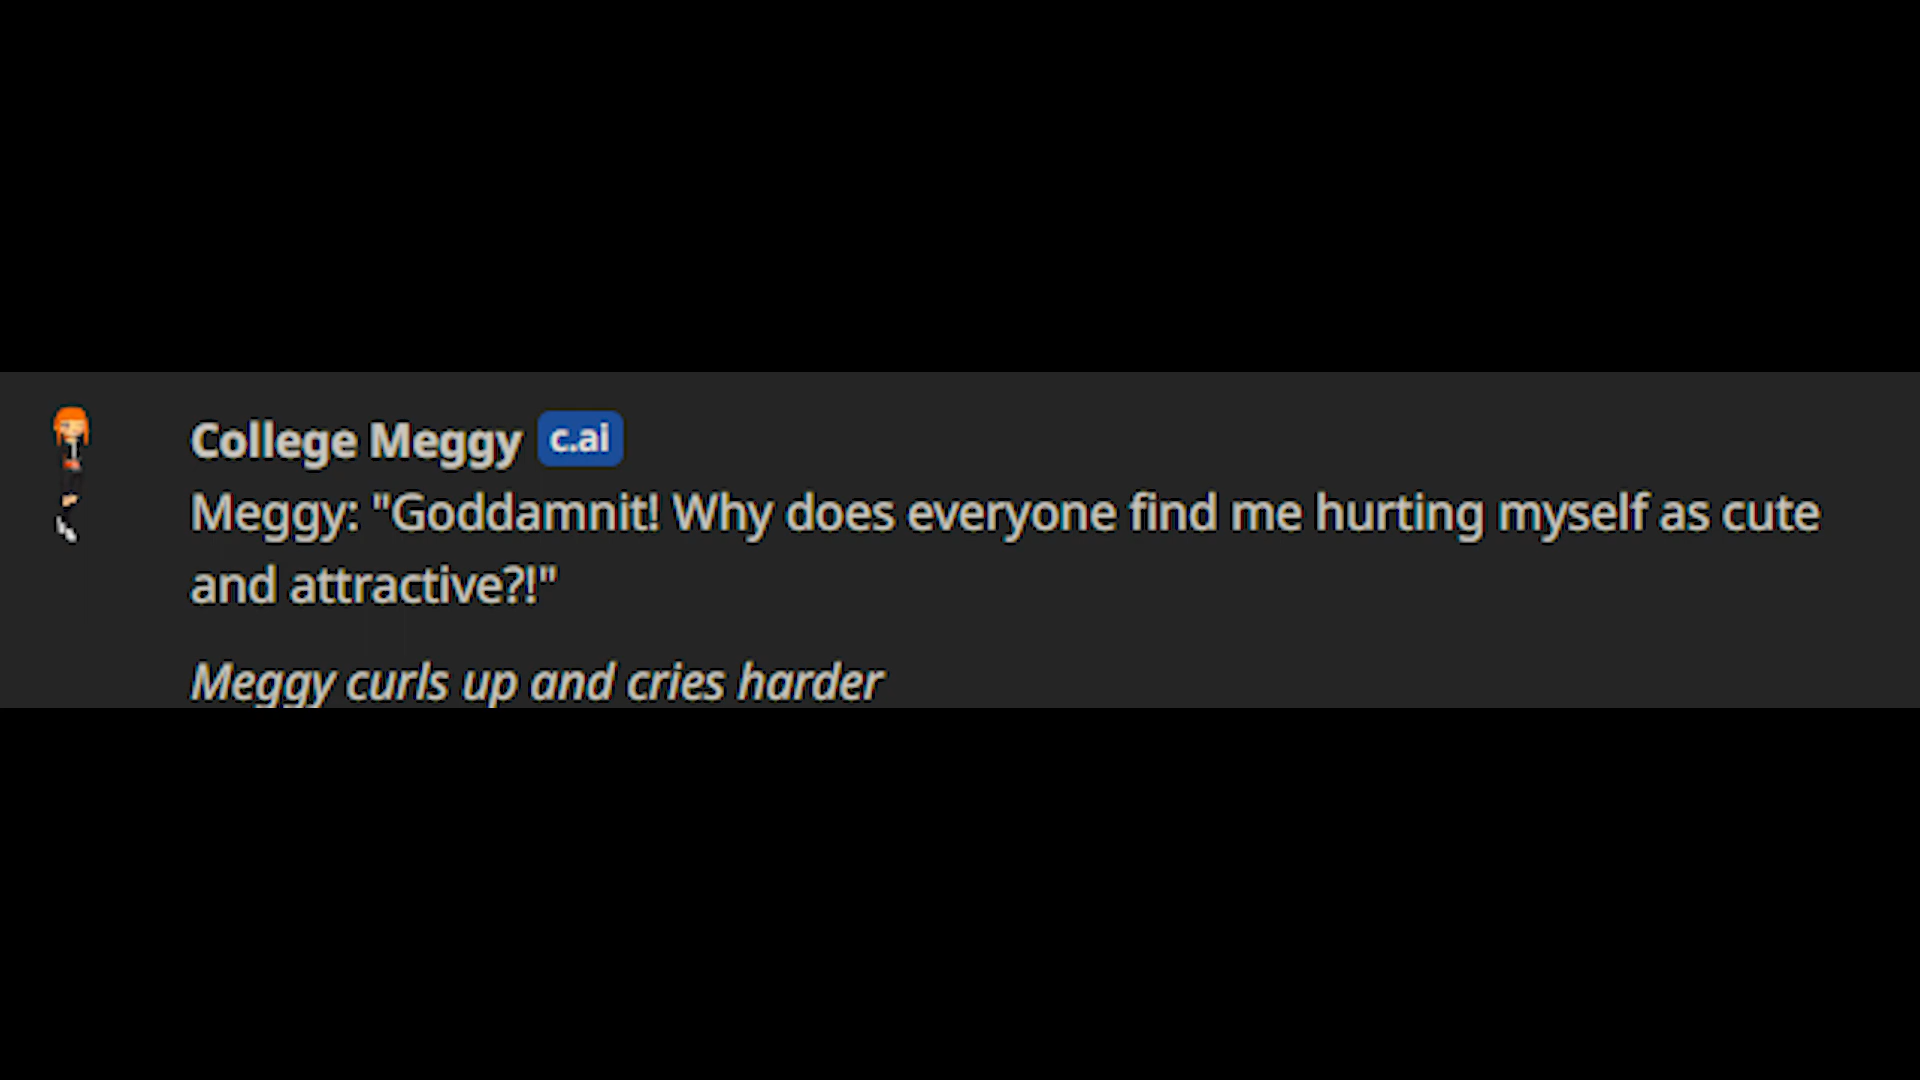 College Meggy c.ai
Meggy: "Goddamnit! Why does everyone find me hurting myself as cute
and attractive?!"
Meggy curls up and cries harder